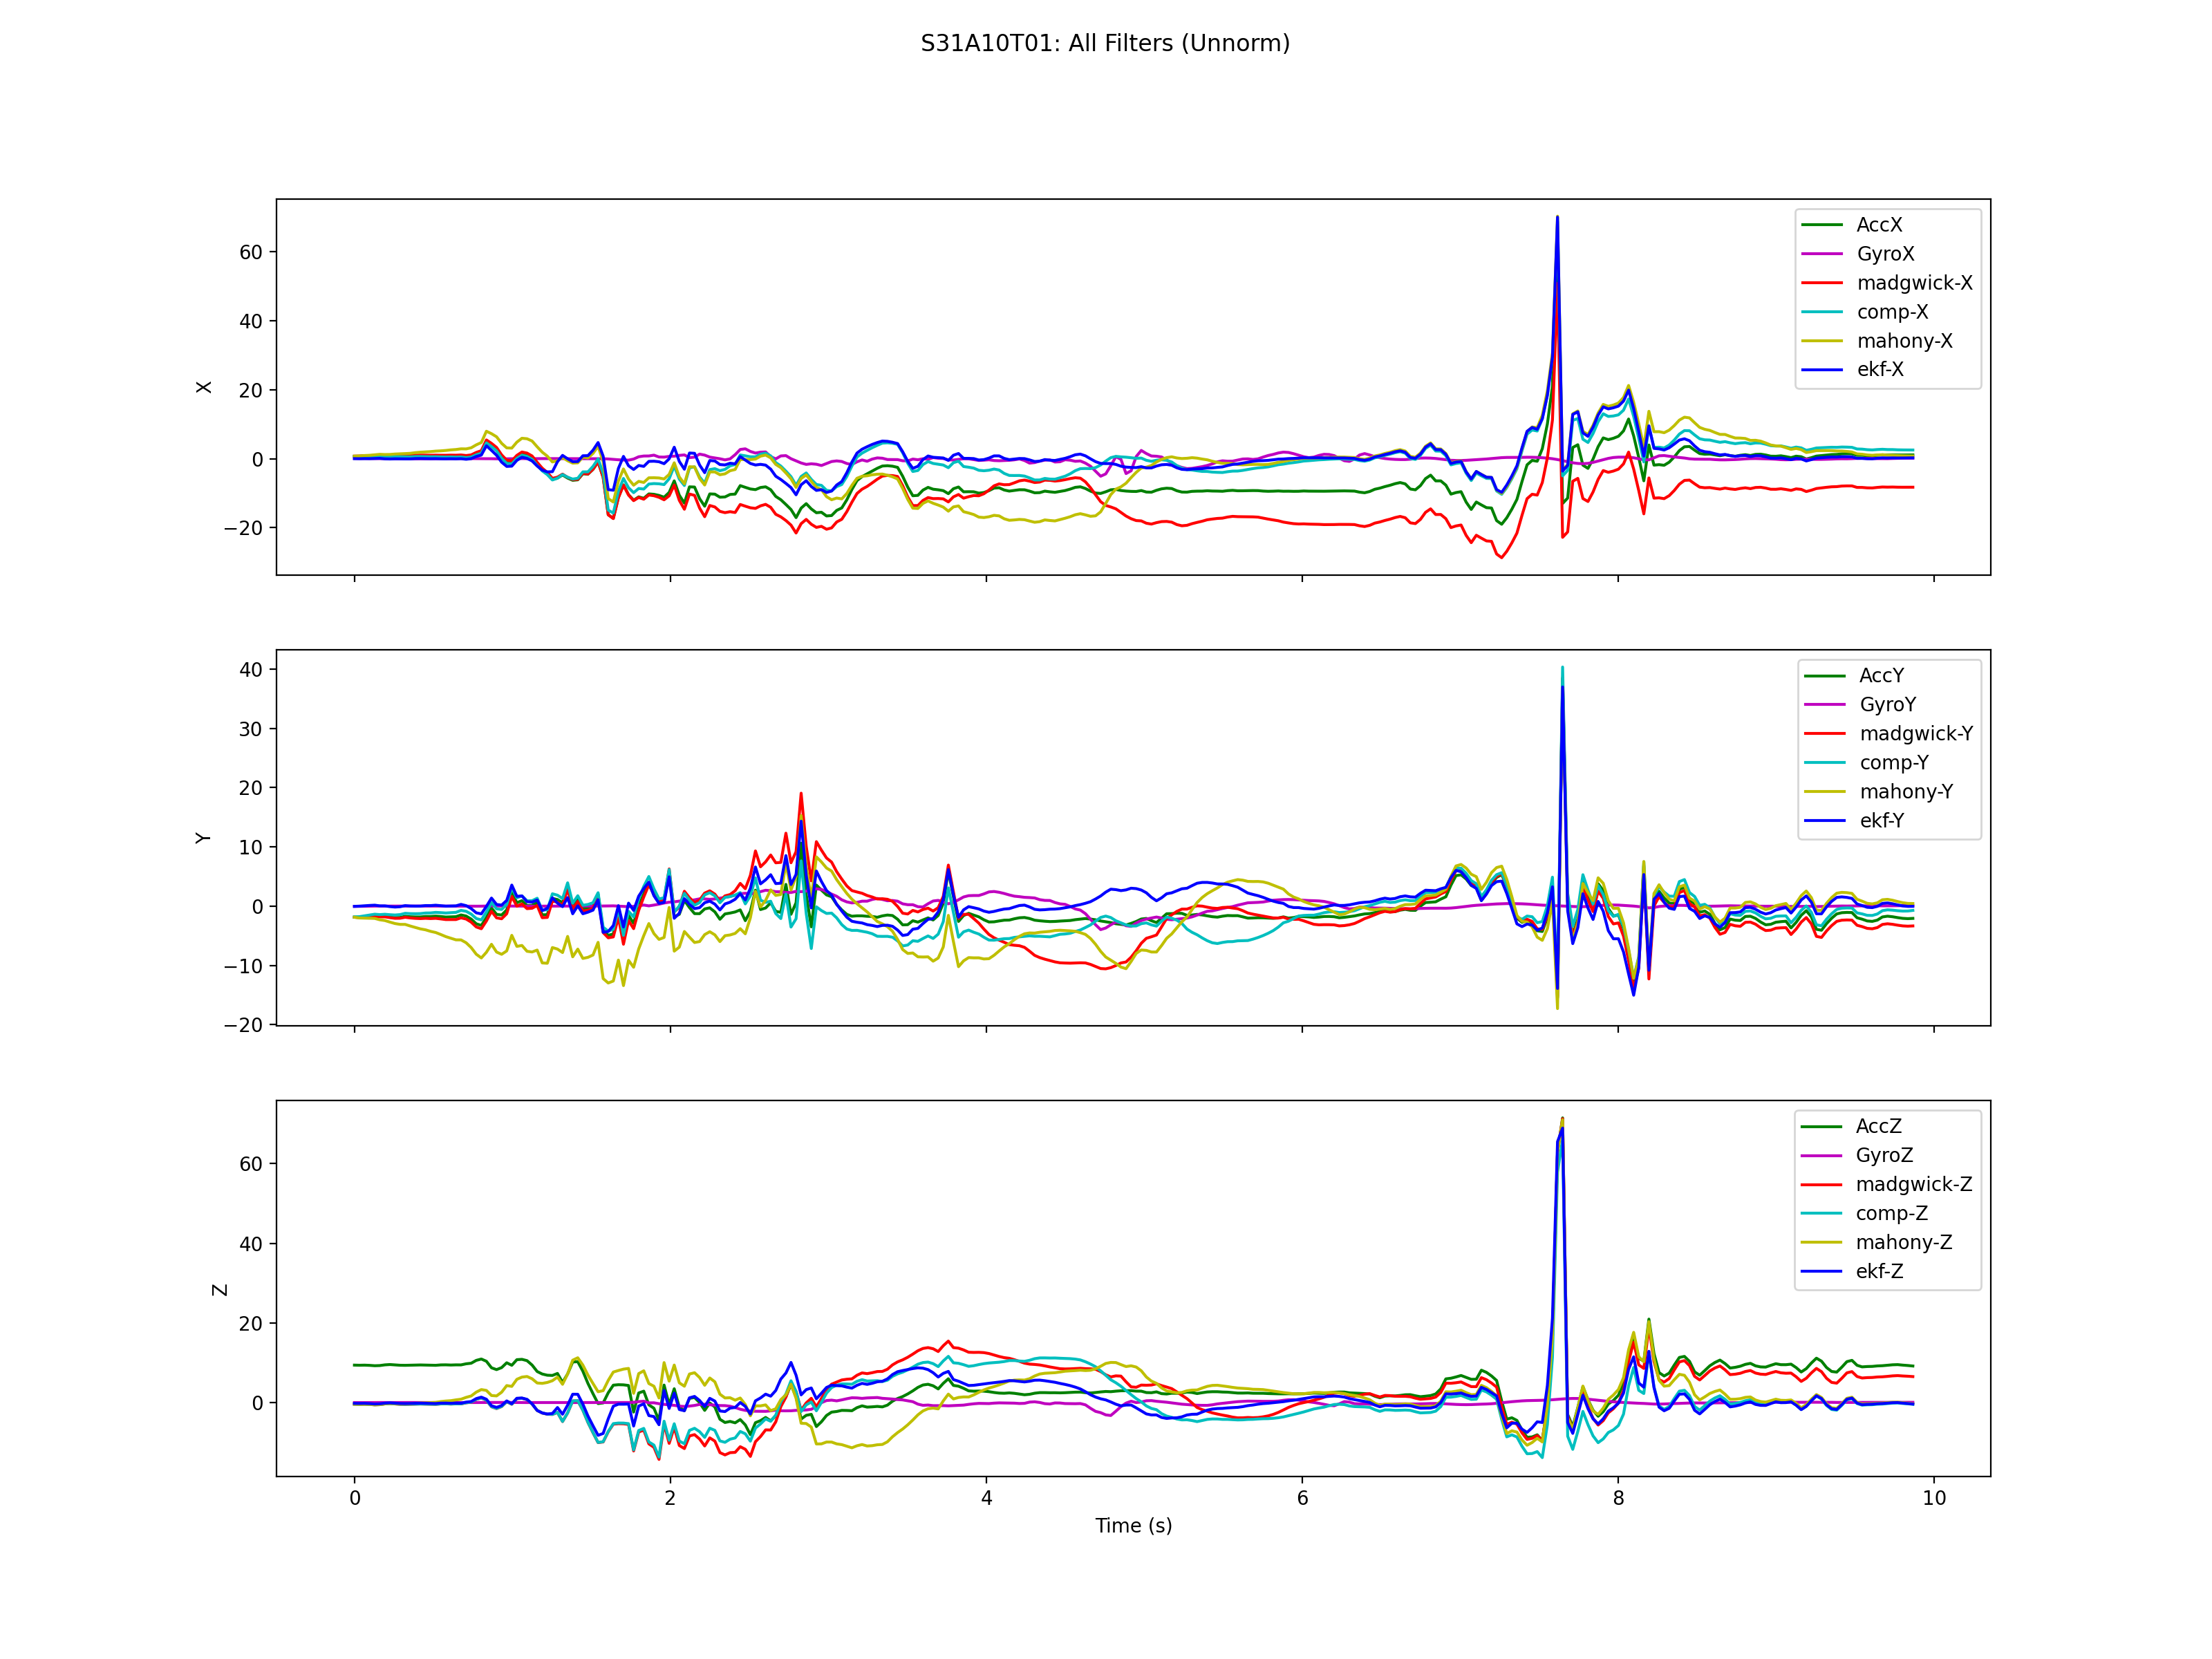 S31A10T01: All Filters (Unnorm)
60
40
20
0
−20
X
AccX
GyroX
madgwick-X
comp-X
mahony-X
ekf-X
40
30
20
10
0
−10
−20
Y
AccY
GyroY
madgwick-Y
comp-Y
mahony-Y
ekf-Y
60
40
20
0
Z
AccZ
GyroZ
madgwick-Z
comp-Z
mahony-Z
ekf-Z
0 2 4 6 8 10
Time (s)